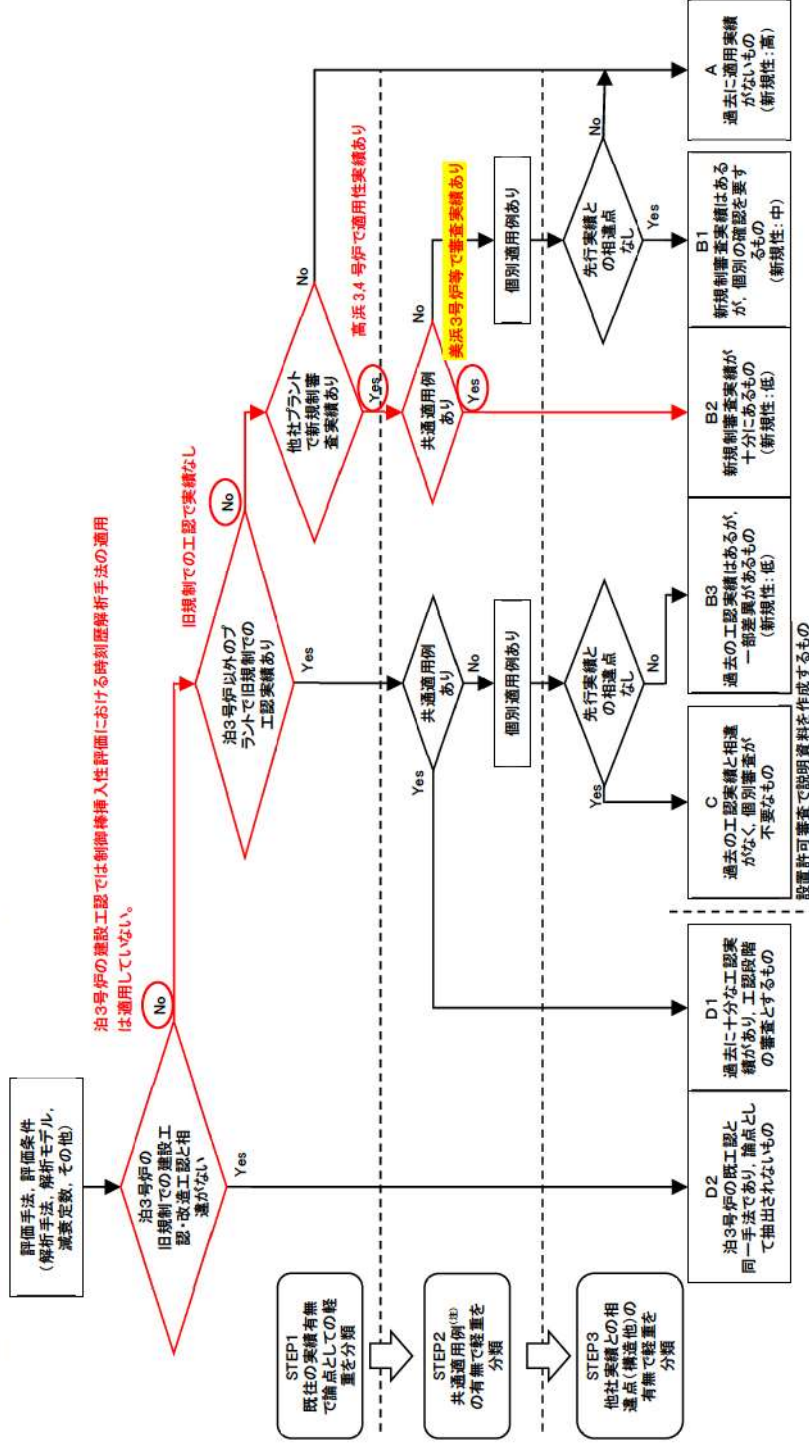 評価手法，評価条件
(解析手法，解析モデル，
減衰定数，その他)
泊3号炉の建設工認では制御棒挿入性評価における時刻歴解析手法の適用
は適用していない。
泊3号炉の
旧規制での建設工
認・改造工認と相
違がない
No
Yes
旧規制での工認で実績なし
泊3号炉以外のプ
ラントで旧規制での
工認実績あり
No
Yes
他社プラント
で新規制審
査実績あり
No
高浜3,4号炉で適用性実績あり
Yes
STEP1
既往の実績有無
で論点としての軽
重を分類
STEP2
共通適用例(注)
の有無で軽重を
分類
STEP3
他社実績との相
違点(構造他)の
有無で軽重を
分類
共通適用例
あり
Yes
No
個別適用例あり
先行実績と
の相違点
なし
Yes
No
共通適用例
あり
No
美浜3号炉等で審査実績あり
Yes
個別適用例あり
先行実績と
の相違点
なし
No
Yes
D2
泊3号炉の既工認と
同一手法であり，論点とし
て抽出されないもの
D1
過去に十分な工認実
績があり，工認段階
の審査とするもの
C
過去の工認実績と相違
がなく，個別審査が
不要なもの
B3
過去の工認実績はあるが，
一部差異があるもの
(新規性：低)
B2
新規制審査実績が
十分にあるもの
(新規性：低)
B1
新規制審査実績はある
が，個別の確認を要す
るもの
(新規性：中)
A
過去に適用実績
がないもの
(新規性：高)
設置許可審査で説明資料を作成するもの